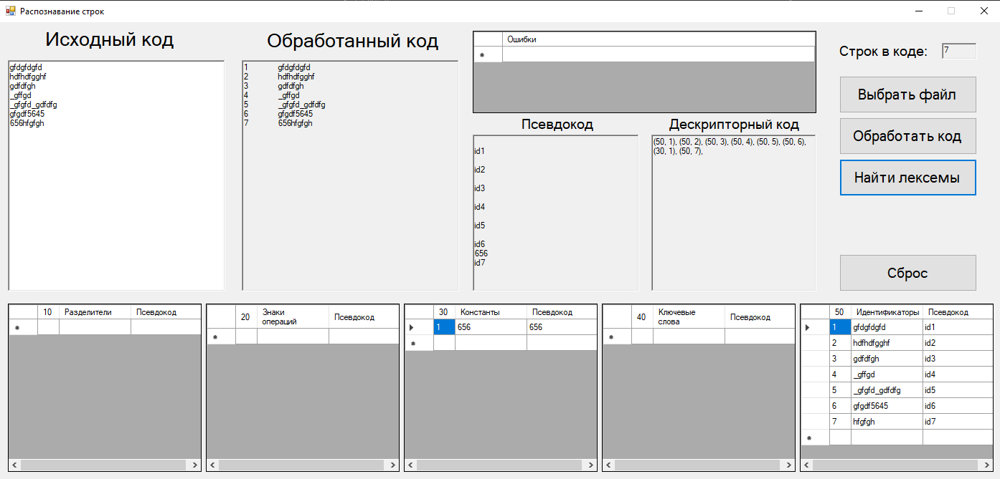 Распознавание строк
Исходный код
gfdgfdgfd
hdfhdfgghf
gdfdfgh
_gffgd
_gfgfd_gdfdfg
gfgdf5645
656hfgfgh
Обработанный код
1 gfdgfdgfd
2 hdfhdfgghf
3 gdfdfgh
4 _gffgd
5 _gfgfd_gdfdfg
6 gfgdf5645
7 656hfgfgh
Ошибки
Псевдокод
id1
id2
id3
id4
id5
id6
656
id7
Дескрипторный код
(50, 1), (50, 2), (50, 3), (50, 4), (50, 5), (50, 6),
(30, 1), (50, 7),
Строк в коде: 7
Выбрать файл
Обработать код
Найти лексемы
Сброс
10 Разделители Псевдокод
20 Знаки операций Псевдокод
30 Константы Псевдокод
1 656 656
40 Ключевые слова Псевдокод
50 Идентификаторы Псевдокод
1 gfdgfdgfd id1
2 hdfhdfgghf id2
3 gdfdfgh id3
4 _gffgd id4
5 _gfgfd_gdfdfg id5
6 gfgdf5645 id6
7 hfgfgh id7